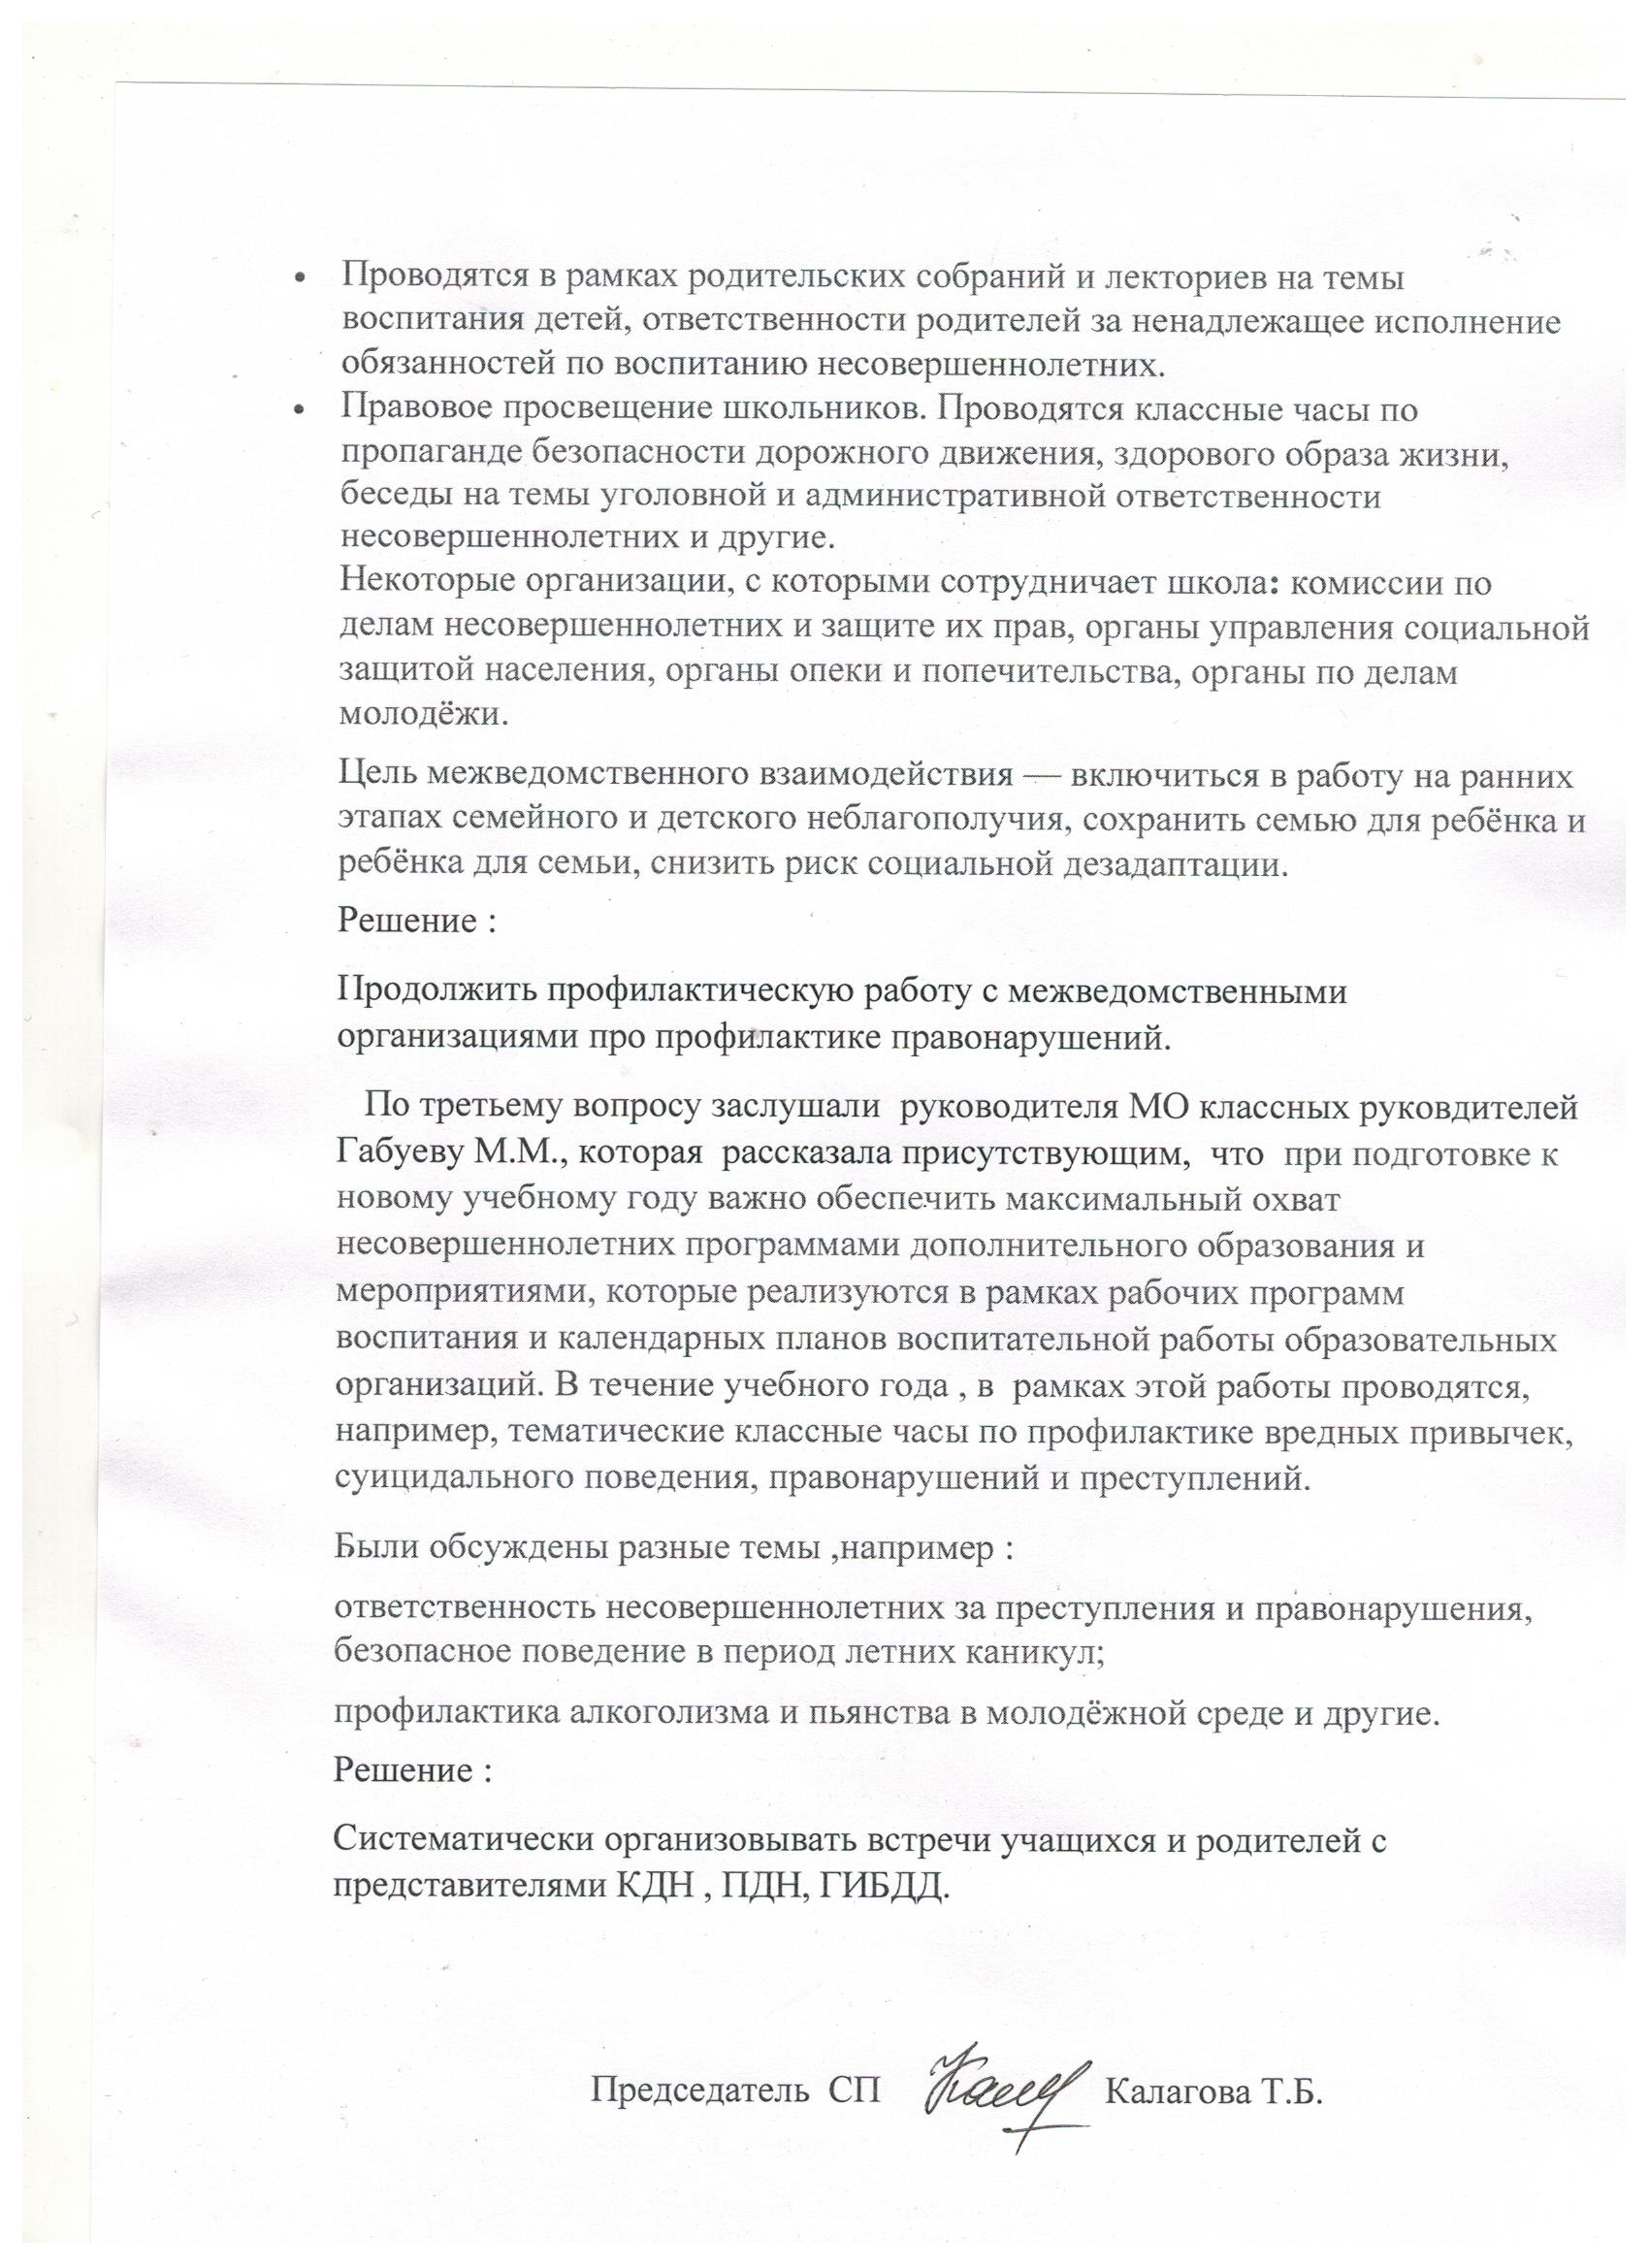 • Проводятся в рамках родительских собраний и лекториев на темы
воспитания детей, ответственности родителей за ненадлежащее исполнение
обязанностей по воспитанию несовершеннолетних.
• Правовое просвещение школьников. Проводятся классные часы по
пропаганде безопасности дорожного движения, здорового образа жизни,
беседы на темы уголовной и административной ответственности
несовершеннолетних и другие.
Некоторые организации, с которыми сотрудничает школа: комиссии по
делам несовершеннолетних и защите их прав, органы управления социальной
защитой населения, органы опеки и попечительства, органы по делам
молодёжи.
Цель межведомственного взаимодействия — включиться в работу на ранних
этапах семейного и детского неблагополучия, сохранить семью для ребёнка и
ребёнка для семьи, снизить риск социальной дезадаптации.
Решение :
Продолжить профилактическую работу с межведомственными
организациями про профилактике правонарушений.
По третьему вопросу заслушали руководителя МО классных руковдителей
Габуеву М.М., которая рассказала присутствующим, что при подготовке к
новому учебному году важно обеспечить максимальный охват
несовершеннолетних программами дополнительного образования и
мероприятиями, которые реализуются в рамках рабочих программ
воспитания и календарных планов воспитательной работы образовательных
организаций. В течение учебного года , в рамках этой работы проводятся,
например, тематические классные часы по профилактике вредных привычек,
суицидального поведения, правонарушений и преступлений.
Были обсуждены разные темы ,например :
ответственность несовершеннолетних за преступления и правонарушения,
безопасное поведение в период летних каникул;
профилактика алкоголизма и пьянства в молодёжной среде и другие.
Решение :
Систематически организовывать встречи учащихся и родителей с
представителями КДН , ПДН, ГИБДД.
Председатель СП Калагова Т.Б.